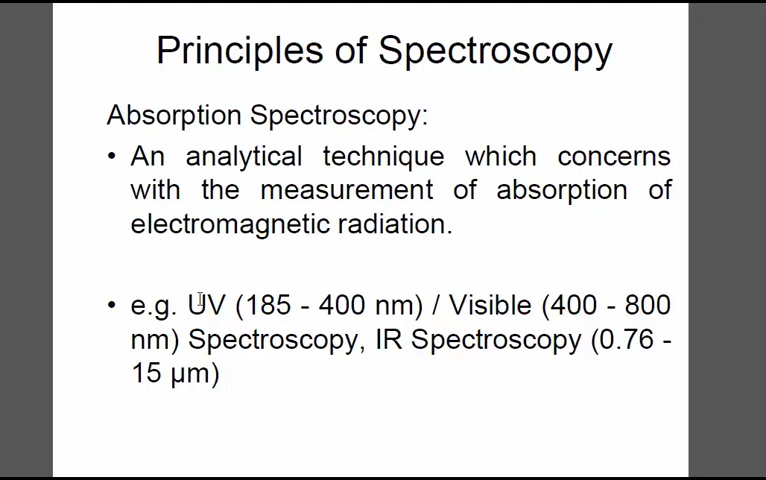 Principles of Spectroscopy
Absorption Spectroscopy:
• An analytical technique which concerns
with the measurement of absorption of
electromagnetic radiation.
• e.g. UV (185 - 400 nm) / Visible (400 - 800
nm) Spectroscopy, IR Spectroscopy (0.76 -
15 μm)